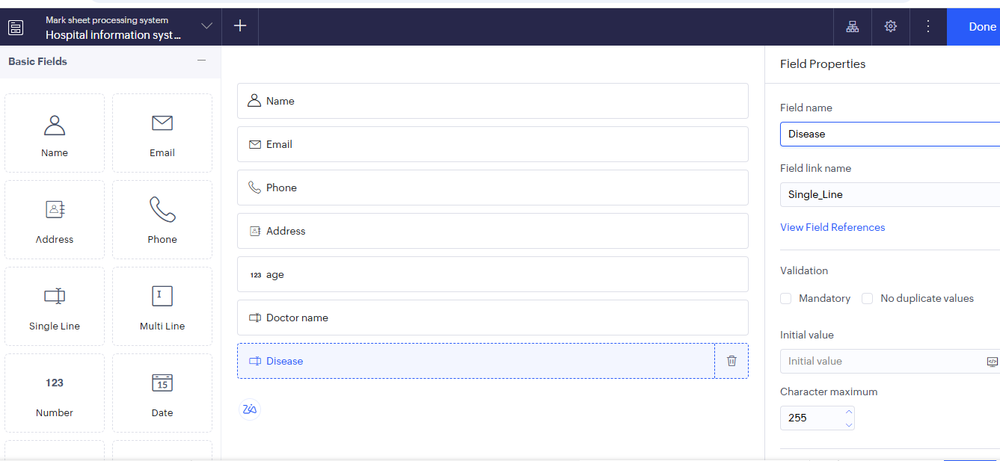 Mark sheet processing system
Hospital information syst...
Done
Basic Fields
Name
Email
Address
Phone
Single Line
Multi Line
123
Number
15
Date
Name
Email
Phone
Address
123 age
Doctor name
Disease
Zia
Field Properties
Field name
Disease
Field link name
Single_Line
View Field References
Validation
Mandatory
No duplicate values
Initial value
Initial value
Character maximum
255